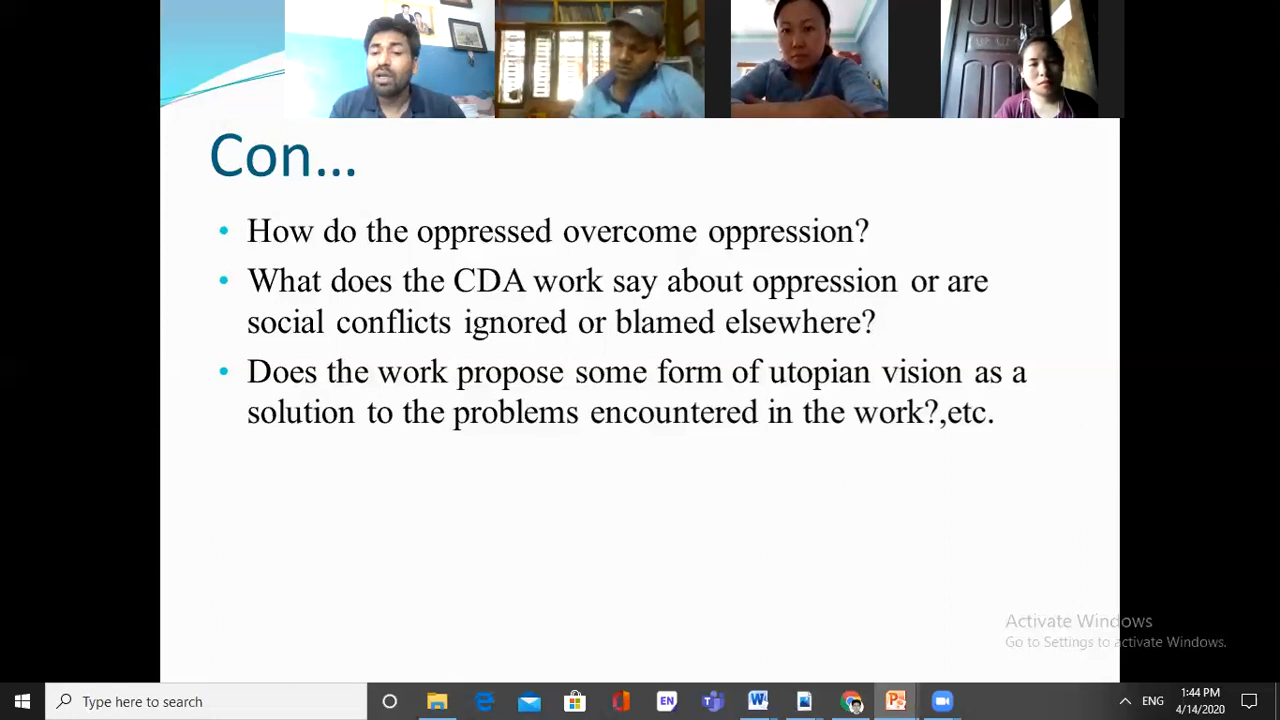 Con...
• How do the oppressed overcome oppression?
• What does the CDA work say about oppression or are
social conflicts ignored or blamed elsewhere?
• Does the work propose some form of utopian vision as a
solution to the problems encountered in the work?,etc.
Activate Windows
Go to Settings to activate Windows.
Type here to search
EN
ENG
1:44 PM
4/14/2020